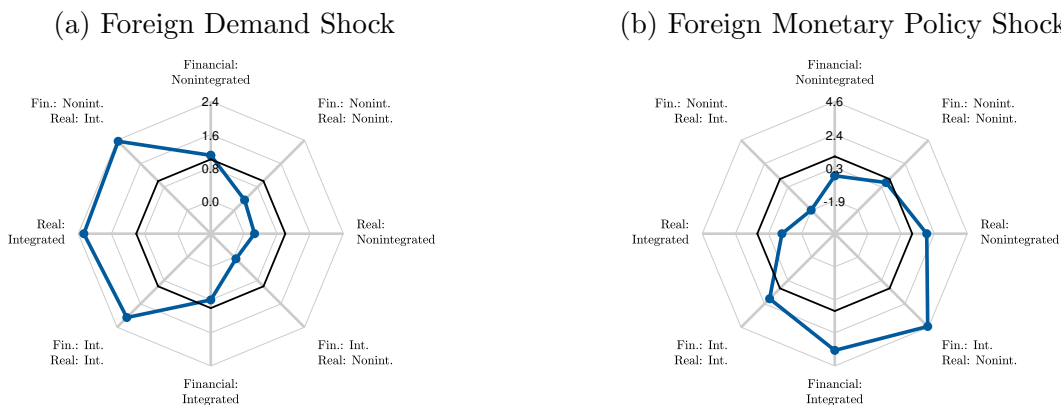 (a) Foreign Demand Shock
Financial:
Nonintegrated
Fin.: Nonint.
Real: Int.
Fin.: Nonint.
Real: Nonint.
2.4
1.6
0.8
0.0
Real:
Integrated
Real:
Nonintegrated
Fin.: Int.
Real: Int.
Fin.: Int.
Real: Nonint.
Financial:
Integrated
(b) Foreign Monetary Policy Shock
Financial:
Nonintegrated
Fin.: Nonint.
Real: Int.
Fin.: Nonint.
Real: Nonint.
4.6
2.4
0.3
-1.9
Real:
Integrated
Real:
Nonintegrated
Fin.: Int.
Real: Int.
Fin.: Int.
Real: Nonint.
Financial:
Integrated